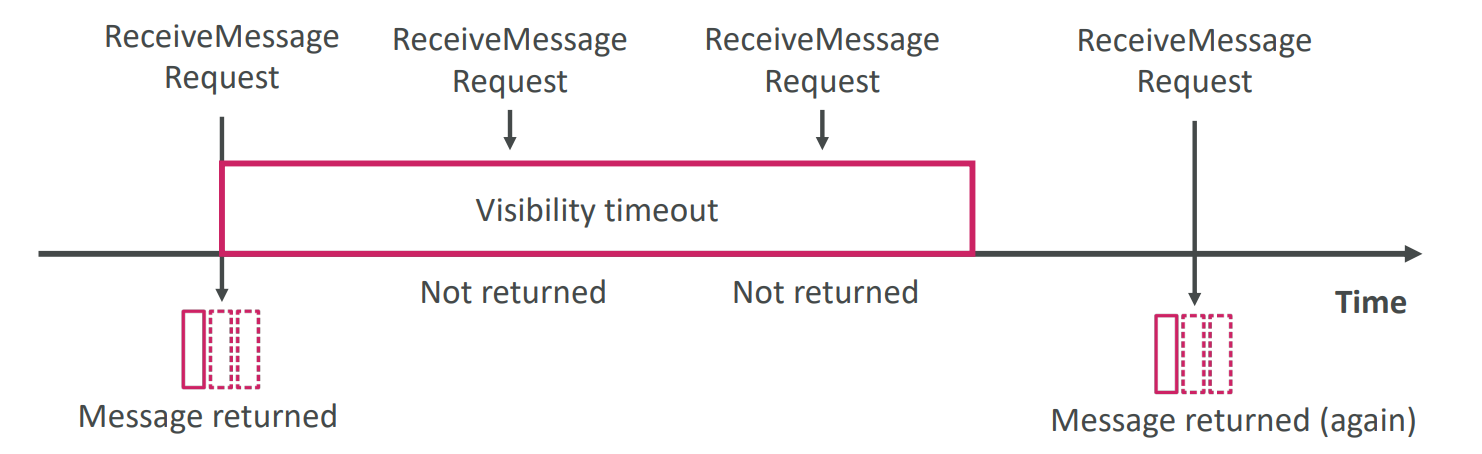 ReceiveMessage
Request
ReceiveMessage
Request
ReceiveMessage
Request
ReceiveMessage
Request
Visibility timeout
Not returned
Not returned
Time
Message returned
Message returned (again)